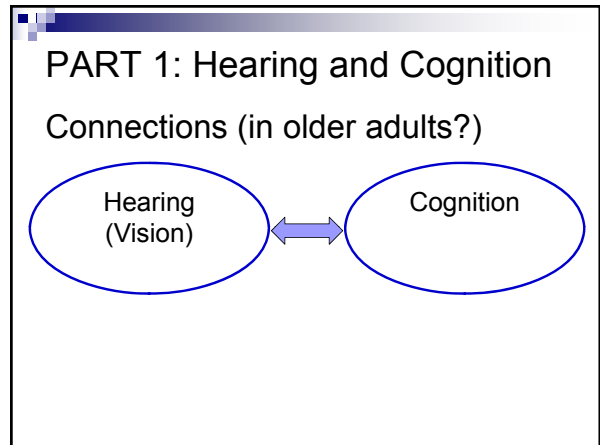 PART 1: Hearing and Cognition
Connections (in older adults?)
Hearing
(Vision)
Cognition